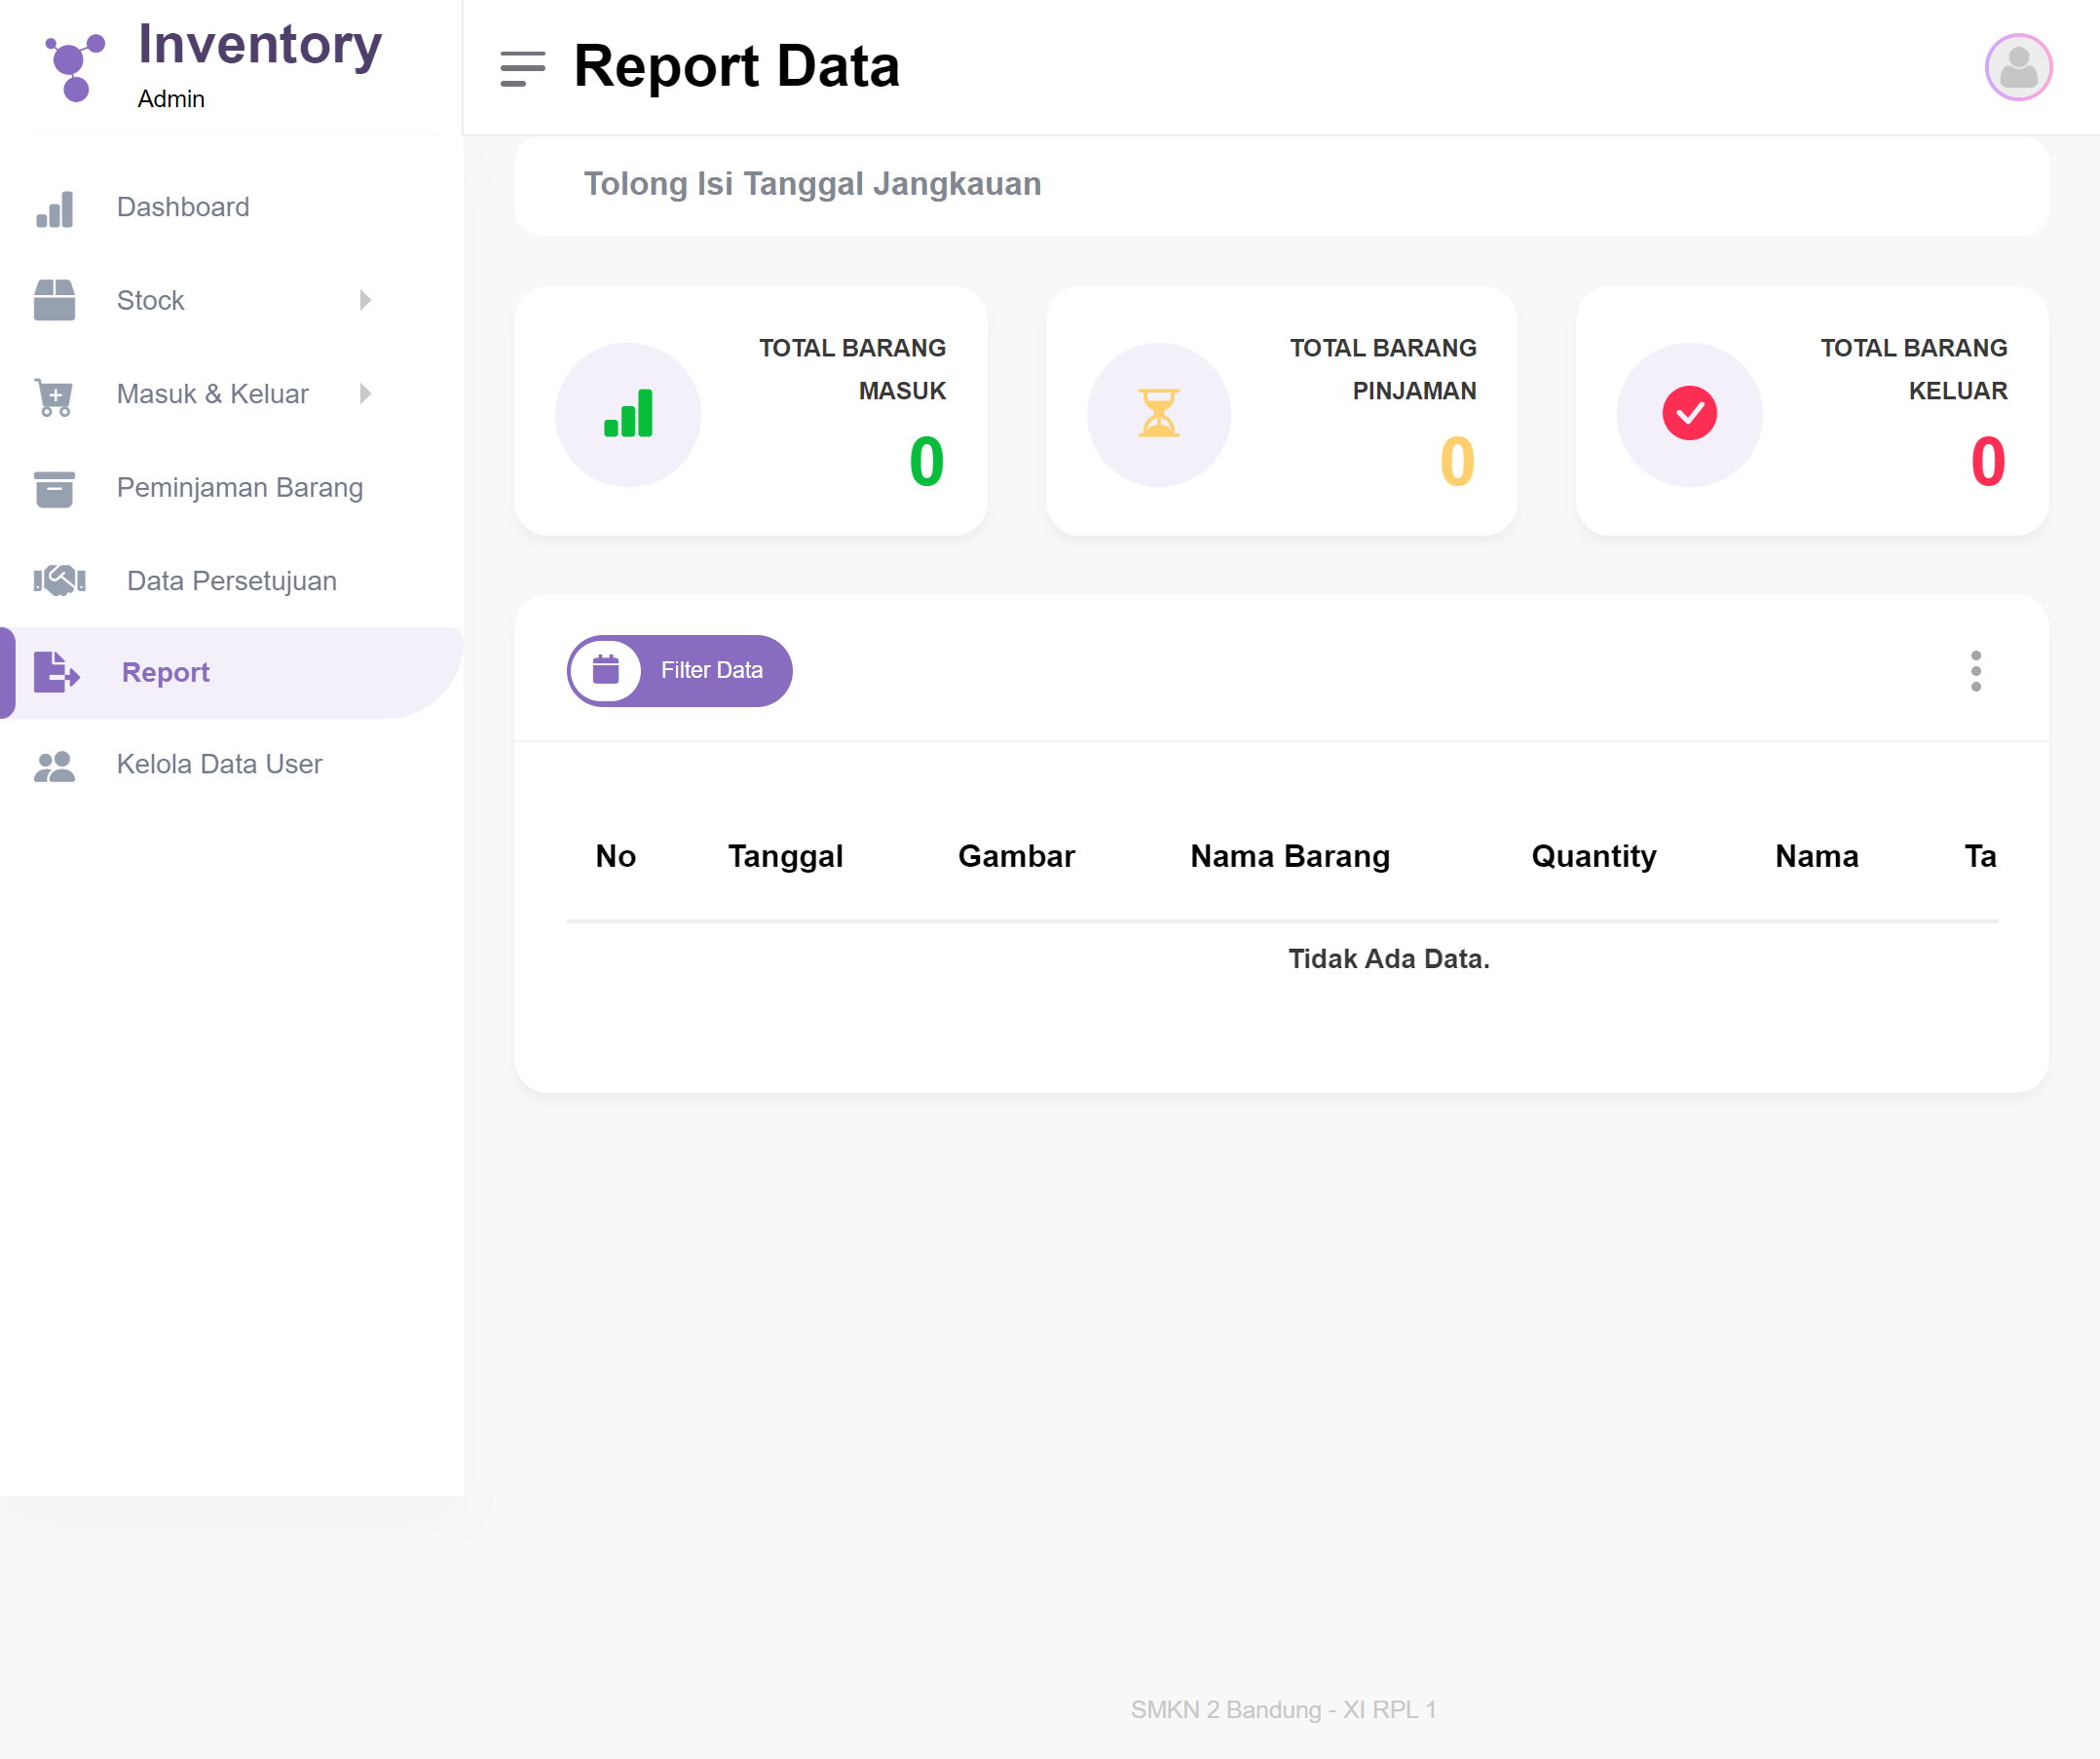 Inventory
Admin
Report Data
Dashboard
Stock
Masuk & Keluar
Peminjaman Barang
Data Persetujuan
Report
Kelola Data User
Tolong Isi Tanggal Jangkauan
TOTAL BARANG
MASUK
0
TOTAL BARANG
PINJAMAN
0
TOTAL BARANG
KELUAR
0
Filter Data
No Tanggal Gambar Nama Barang Quantity Nama Ta
Tidak Ada Data.
SMKN 2 Bandung - XI RPL 1